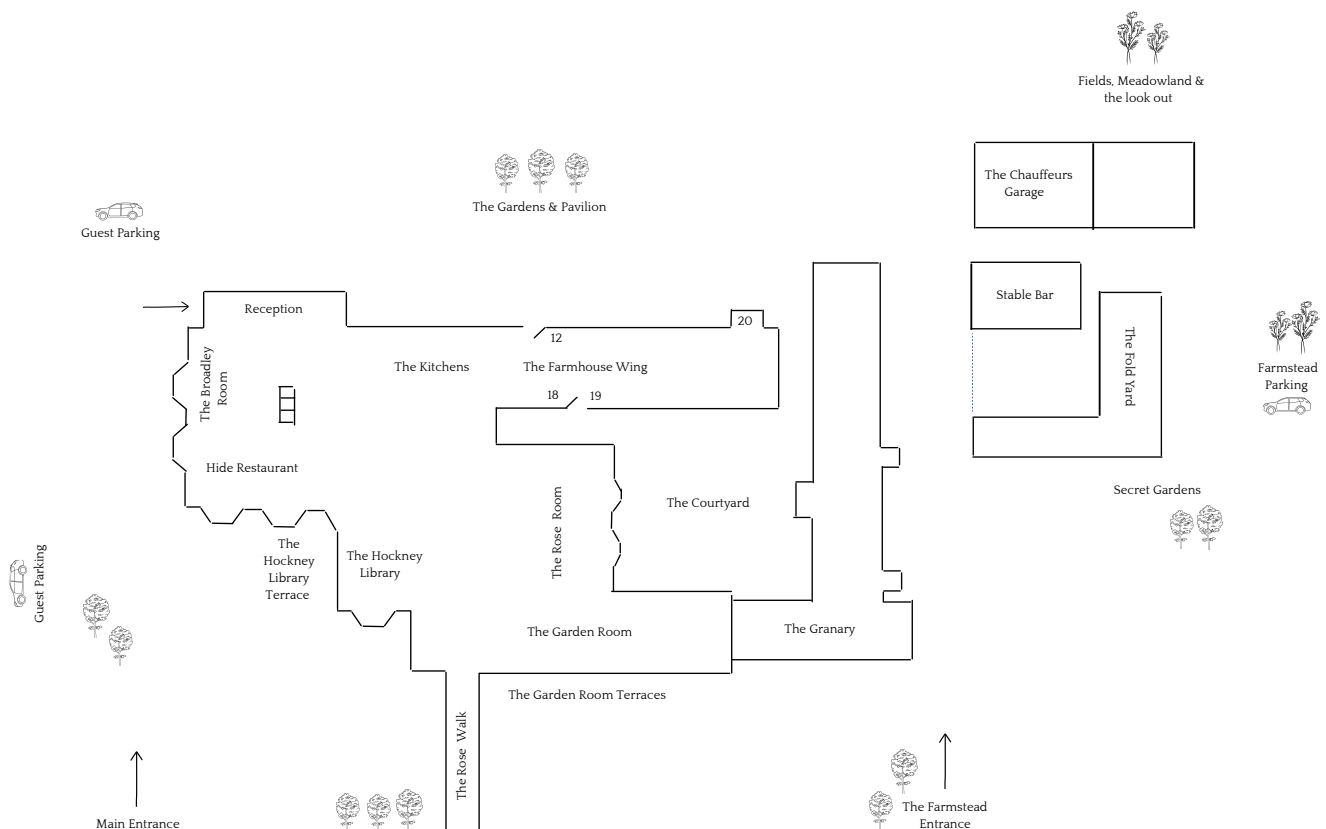 Fields, Meadowland &
the look out
The Chauffeurs
Garage
The Gardens & Pavilion
Guest Parking
Reception
Stable Bar
20
12
The Kitchens
The Farmhouse Wing
The Broadley
Room
The Fold Yard
Farmstead
Parking
18
19
Hide Restaurant
The Rose Room
The Courtyard
Secret Gardens
The
Hockney
Library
Terrace
The Hockney
Library
Guest Parking
The Garden Room
The Granary
The Garden Room Terraces
The Rose Walk
Main Entrance
The Farmstead
Entrance